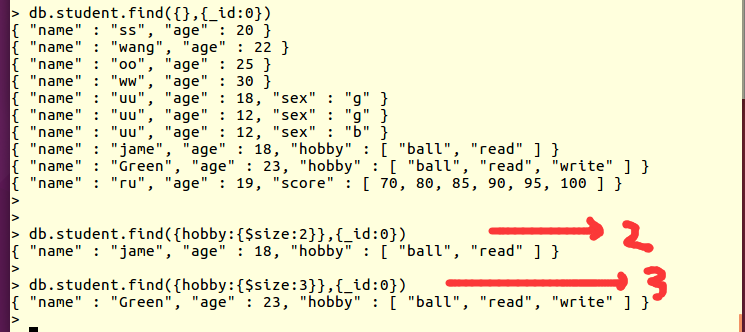 > db.student.find({},{_id:0})
{ "name" : "ss", "age" : 20 }
{ "name" : "wang", "age" : 22 }
{ "name" : "oo", "age" : 25 }
{ "name" : "ww", "age" : 30 }
{ "name" : "uu", "age" : 18, "sex" : "g" }
{ "name" : "uu", "age" : 12, "sex" : "g" }
{ "name" : "uu", "age" : 12, "sex" : "b" }
{ "name" : "jame", "age" : 18, "hobby" : [ "ball", "read" ] }
{ "name" : "Green", "age" : 23, "hobby" : [ "ball", "read", "write" ] }
{ "name" : "ru", "age" : 19, "score" : [ 70, 80, 85, 90, 95, 100 ] }
>
>
> db.student.find({hobby:{$size:2}},{_id:0}) 2
{ "name" : "jame", "age" : 18, "hobby" : [ "ball", "read" ] }
>
> db.student.find({hobby:{$size:3}},{_id:0}) 3
{ "name" : "Green", "age" : 23, "hobby" : [ "ball", "read", "write" ] }
>